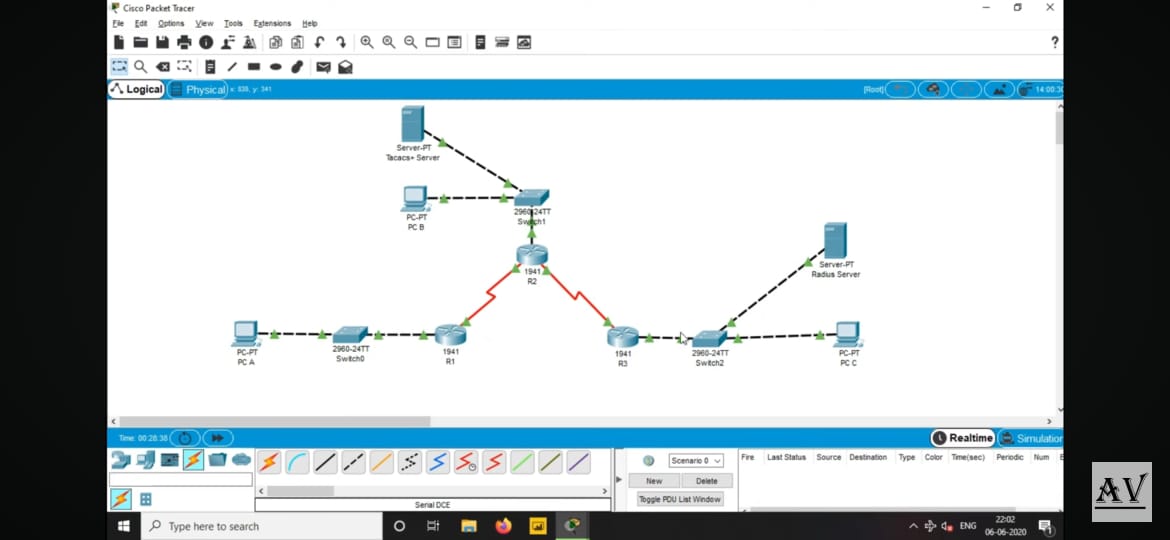 Cisco Packet Tracer
File Edit Options View Tools Extensions Help
?
Logical Physical x: 835, y: 341 [Root] 14:00:30
Server-PT
Tacacs+ Server
PC-PT
PC B
2960-24TT
Switch1
1941
R2
Server-PT
Radius Server
PC-PT
PC A
2960-24TT
Switch0
1941
R1
1941
R3
2960-24TT
Switch2
PC-PT
PC C
Time: 00:28:38 Realtime Simulation
Scenario 0
New Delete
Toggle PDU List Window
Fire Last Status Source Destination Type Color Time(sec) Periodic Num E
Serial DCE
Type here to search
ENG
22:02
06-06-2020
1
AV